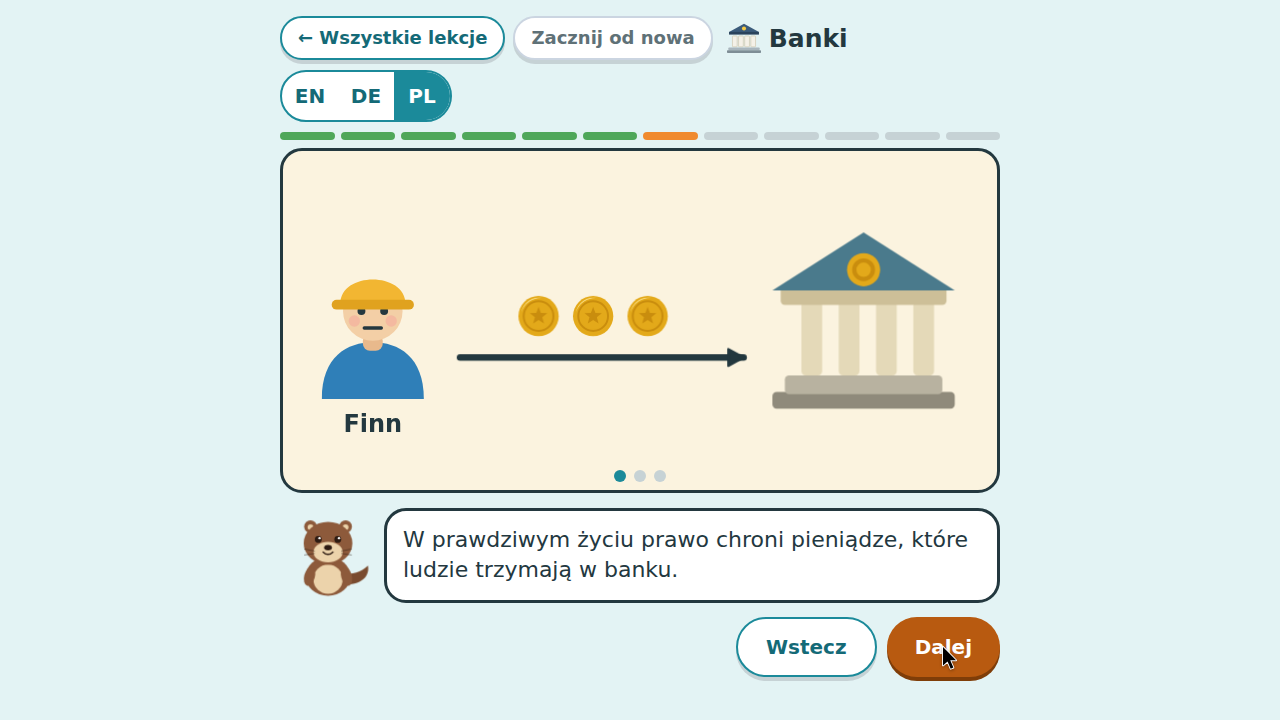 ← Wszystkie lekcje
Zacznij od nowa
Banki
EN DE PL
Finn
W prawdziwym życiu prawo chroni pieniądze, które
ludzie trzymają w banku.
Wstecz
Dalej